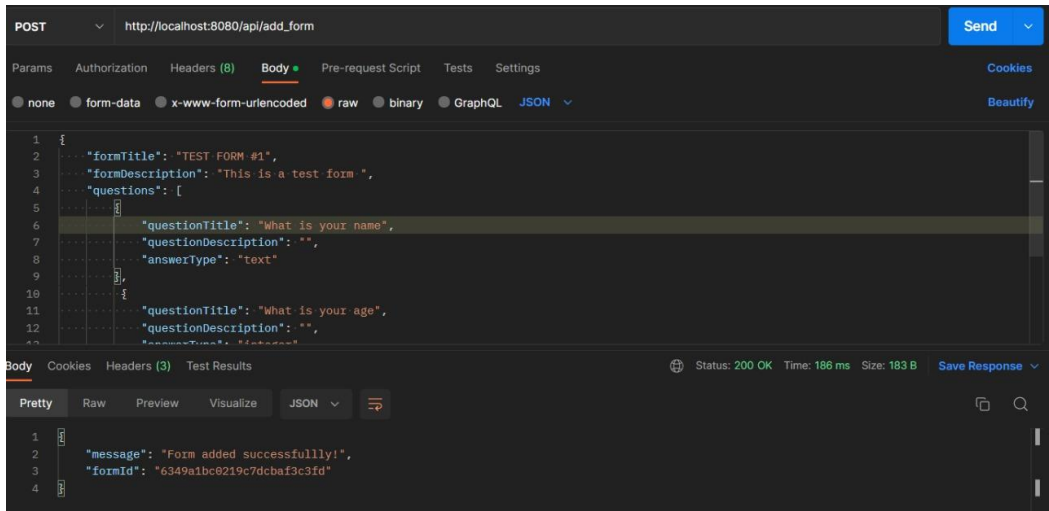 POST http://localhost:8080/api/add_form Send
Params Authorization Headers (8) Body Pre-request Script Tests Settings Cookies
none form-data x-www-form-urlencoded raw binary GraphQL JSON Beautify
1 {
2 "formTitle": "TEST FORM #1",
3 "formDescription": "This is a test form ",
4 "questions": [
5 {
6 "questionTitle": "What is your name",
7 "questionDescription": "",
8 "answerType": "text"
9 },
10 {
11 "questionTitle": "What is your age",
12 "questionDescription": "",
13 "answerType": "integer"
Body Cookies Headers (3) Test Results Status: 200 OK Time: 186 ms Size: 183 B Save Response
Pretty Raw Preview Visualize JSON
1 {
2 "message": "Form added successfullly!",
3 "formId": "6349a1bc0219c7dcbaf3c3fd"
4 }